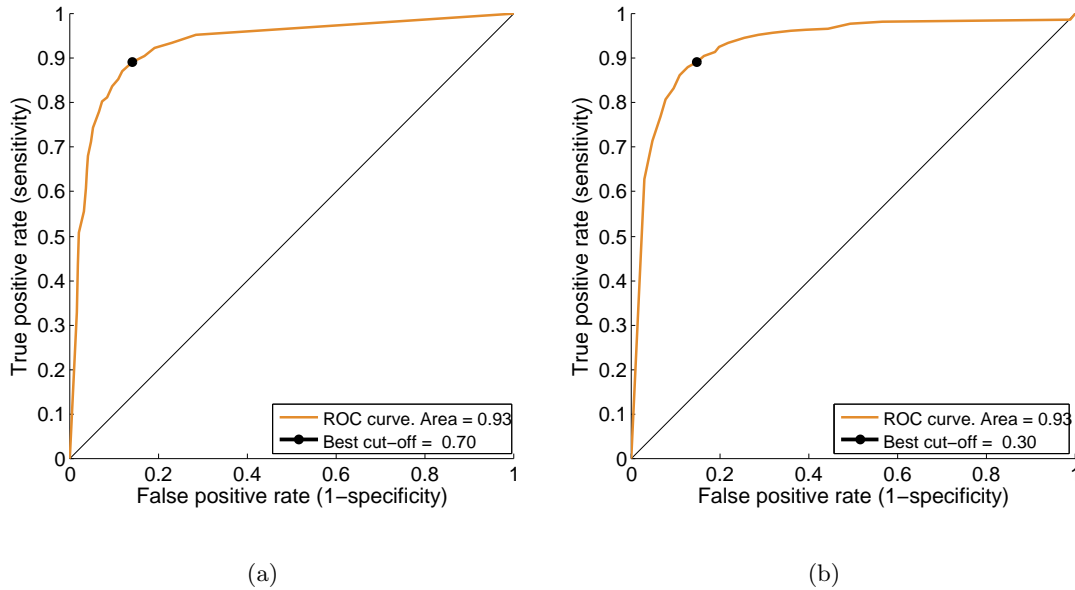 1
0.9
0.8
0.7
0.6
0.5
0.4
0.3
0.2
0.1
0
True positive rate (sensitivity)
ROC curve. Area = 0.93
Best cut−off = 0.70
0 0.2 0.4 0.6 0.8 1
False positive rate (1−specificity)
(a)
1
0.9
0.8
0.7
0.6
0.5
0.4
0.3
0.2
0.1
0
True positive rate (sensitivity)
ROC curve. Area = 0.93
Best cut−off = 0.30
0 0.2 0.4 0.6 0.8 1
False positive rate (1−specificity)
(b)